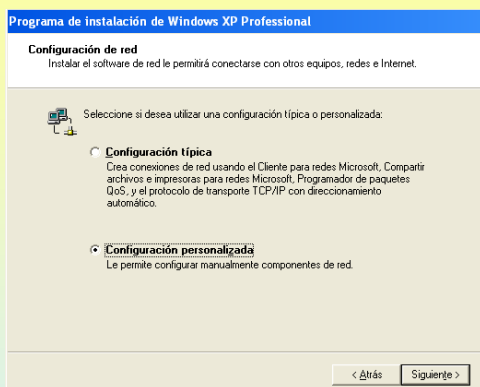 Programa de instalación de Windows XP Professional
Configuración de red
Instalar el software de red le permitirá conectarse con otros equipos, redes e Internet.
Seleccione si desea utilizar una configuración típica o personalizada:
Configuración típica
Crea conexiones de red usando el Cliente para redes Microsoft, Compartir
archivos e impresoras para redes Microsoft, Programador de paquetes
QoS, y el protocolo de transporte TCP/IP con direccionamiento
automático.
Configuración personalizada
Le permite configurar manualmente componentes de red.
< Atrás
Siguiente >